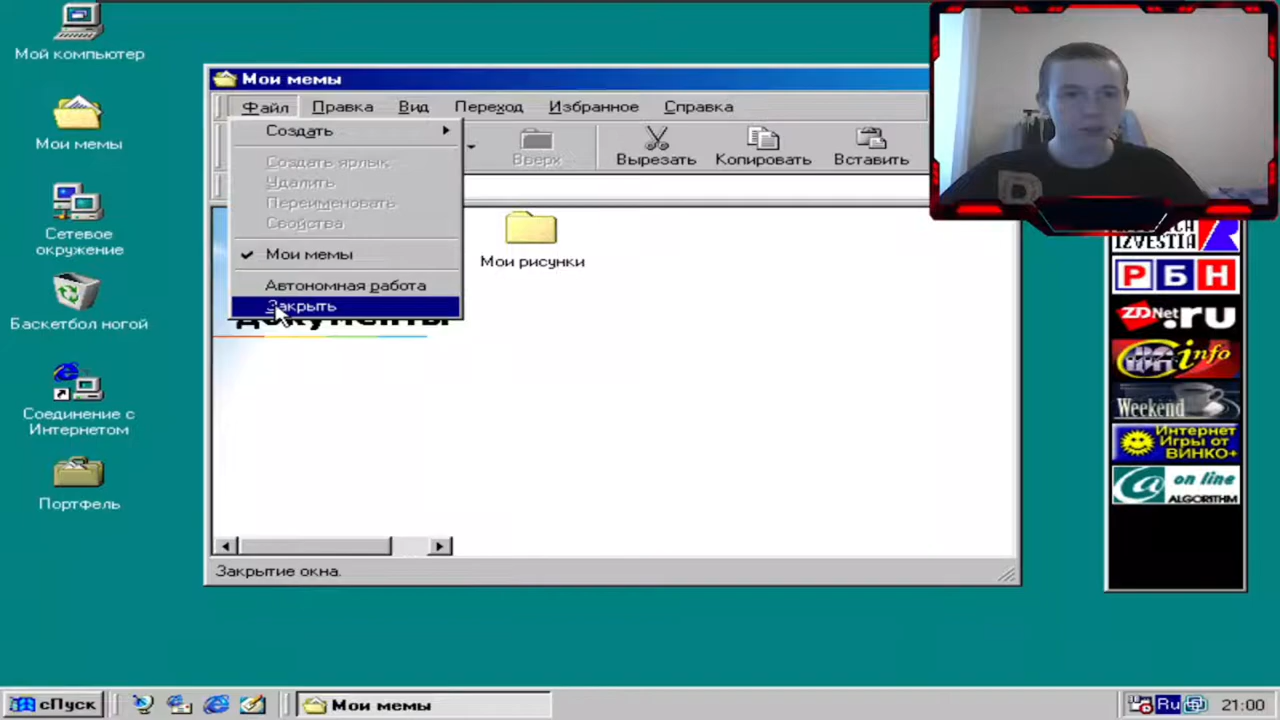 Мой компьютер
Мои мемы
Сетевое
окружение
Баскетбол ногой
Соединение с
Интернетом
Портфель
Мои мемы
Файл Правка Вид Переход Избранное Справка
Вверх Вырезать Копировать Вставить
Создать
Создать ярлык
Удалить
Переименовать
Свойства
Мои мемы
Автономная работа
Закрыть
документы
Мои рисунки
Закрытие окна.
IZVESTIA
РБН
ZDNet.ru
info
Weekend
Интернет
Игры от
ВИНКО+
@ on line
ALGORITHM
сПуск
Мои мемы
Ru
21:00